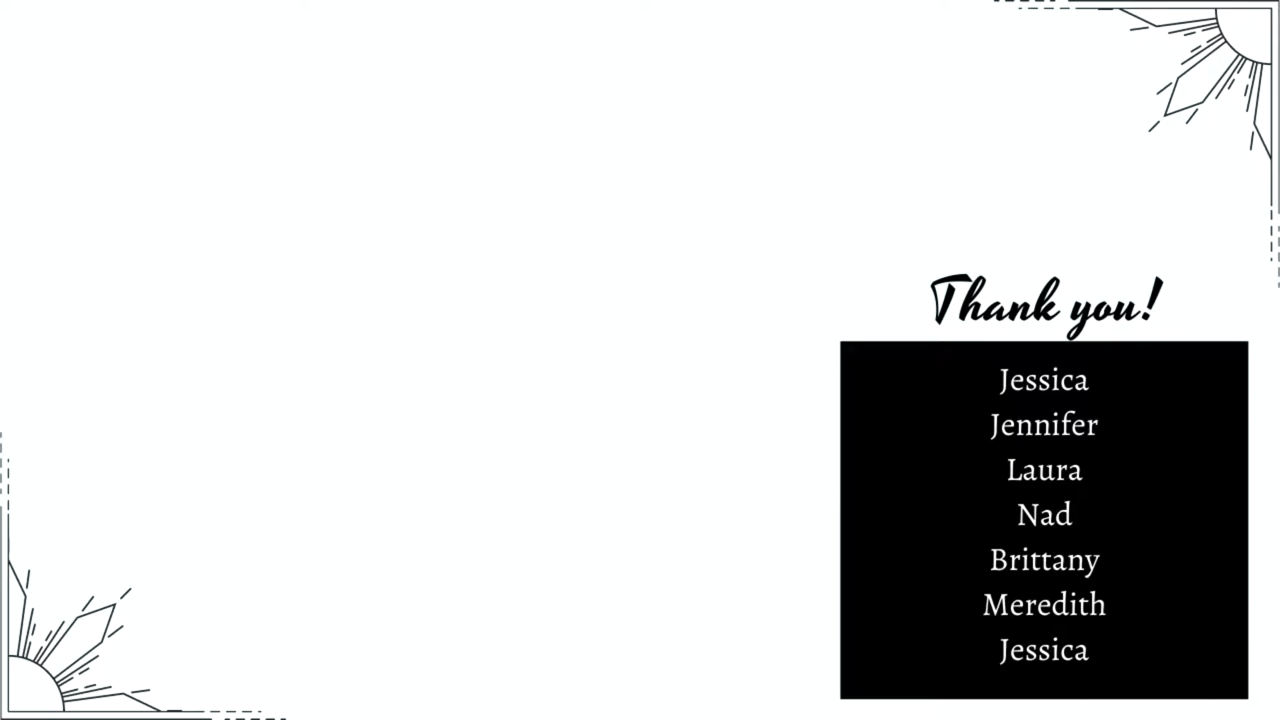 Thank you!
Jessica
Jennifer
Laura
Nad
Brittany
Meredith
Jessica